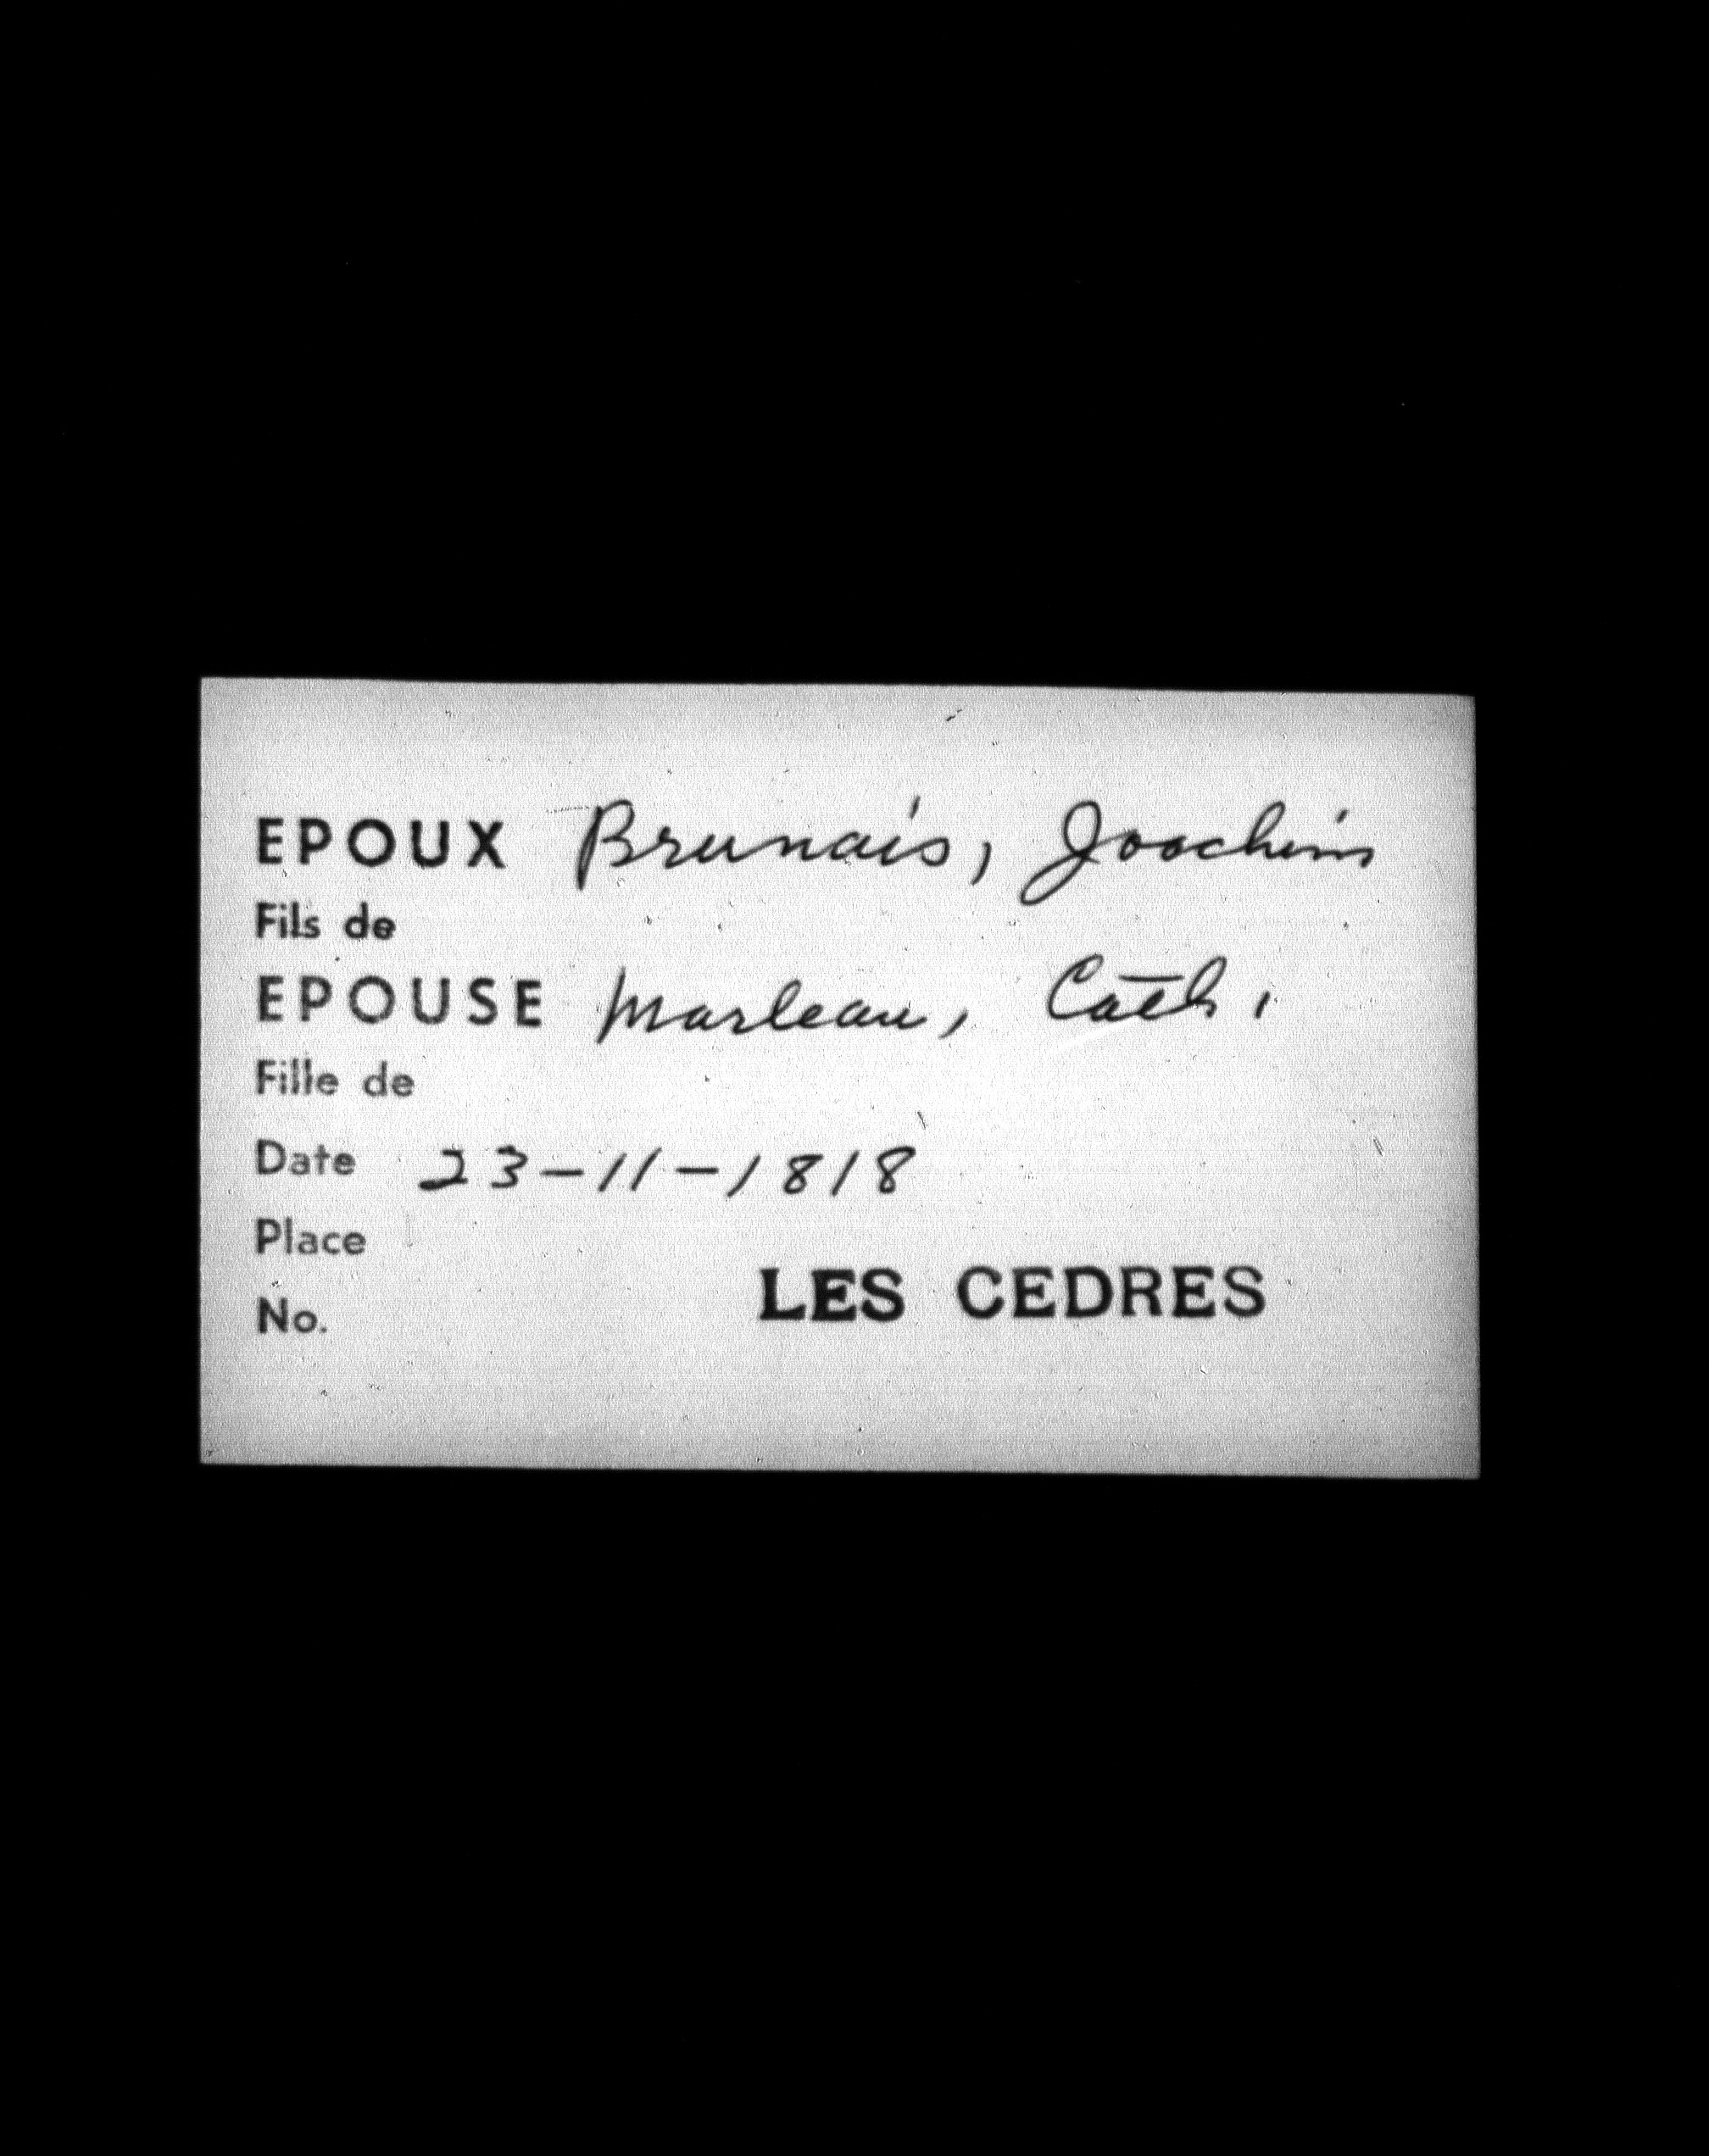 EPOUX Brunais, Joachim
Fils de
EPOUSE Marleau, Cath.
Fille de
Date 23-11-1818
Place
LES CEDRES
No.